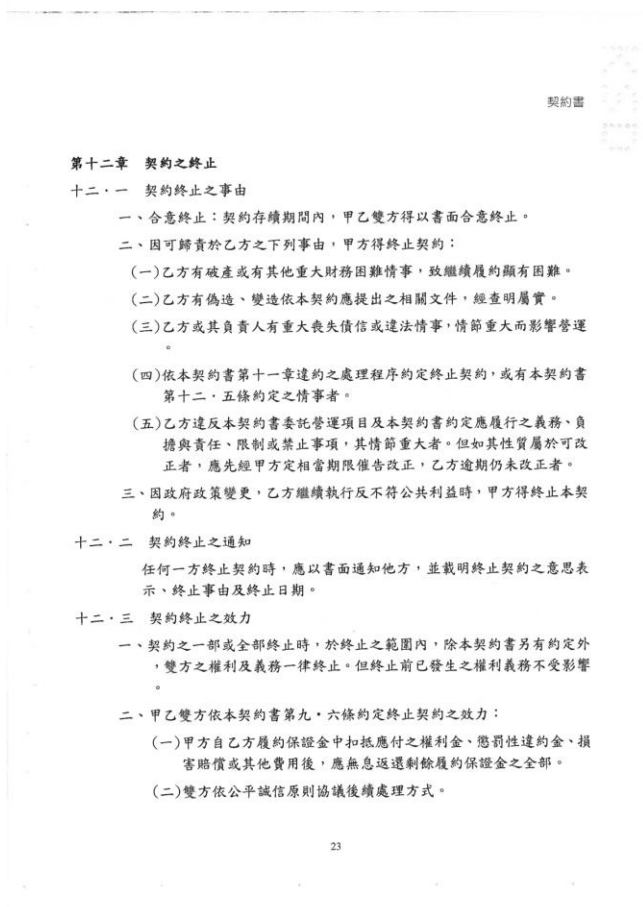 契約書
第十二章　契約之終止
十二．一　契約終止之事由
一、合意終止：契約存續期間內，甲乙雙方得以書面合意終止。
二、因可歸責於乙方之下列事由，甲方得終止契約：
(一)乙方有破產或有其他重大財務困難情事，致繼續履約顯有困難。
(二)乙方有偽造、變造依本契約應提出之相關文件，經查明屬實。
(三)乙方或其負責人有重大喪失債信或違法情事，情節重大而影響營運
。
(四)依本契約書第十一章違約之處理程序約定終止契約，或有本契約書
第十二．五條約定之情事者。
(五)乙方違反本契約書委託營運項目及本契約書約定應履行之義務、負
擔與責任、限制或禁止事項，其情節重大者。但如其性質屬於可改
正者，應先經甲方定相當期限催告改正，乙方逾期仍未改正者。
三、因政府政策變更，乙方繼續執行反不符公共利益時，甲方得終止本契
約。
十二．二　契約終止之通知
任何一方終止契約時，應以書面通知他方，並載明終止契約之意思表
示、終止事由及終止日期。
十二．三　契約終止之效力
一、契約之一部或全部終止時，於終止之範圍內，除本契約書另有約定外
，雙方之權利及義務一律終止。但終止前已發生之權利義務不受影響
。
二、甲乙雙方依本契約書第九．六條約定終止契約之效力：
(一)甲方自乙方履約保證金中扣抵應付之權利金、懲罰性違約金、損
害賠償或其他費用後，應無息返還剩餘履約保證金之全部。
(二)雙方依公平誠信原則協議後續處理方式。
23